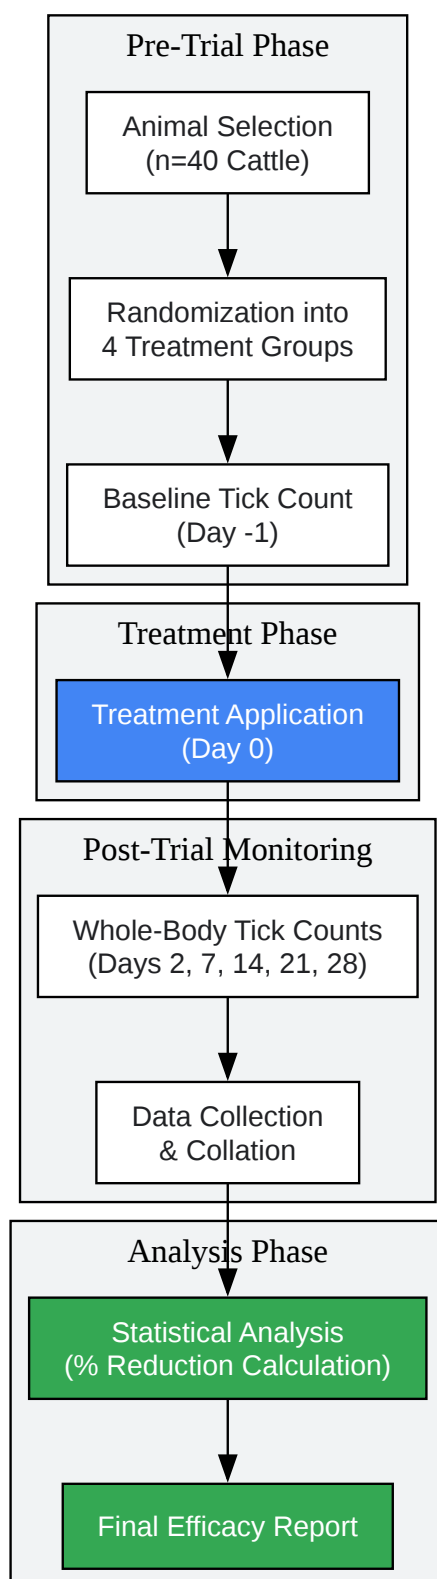 Pre-Trial Phase
Animal Selection
(n=40 Cattle)
Randomization into
4 Treatment Groups
Baseline Tick Count
(Day -1)
Treatment Phase
Treatment Application
(Day 0)
Post-Trial Monitoring
Whole-Body Tick Counts
(Days 2, 7, 14, 21, 28)
Data Collection
& Collation
Analysis Phase
Statistical Analysis
(% Reduction Calculation)
Final Efficacy Report